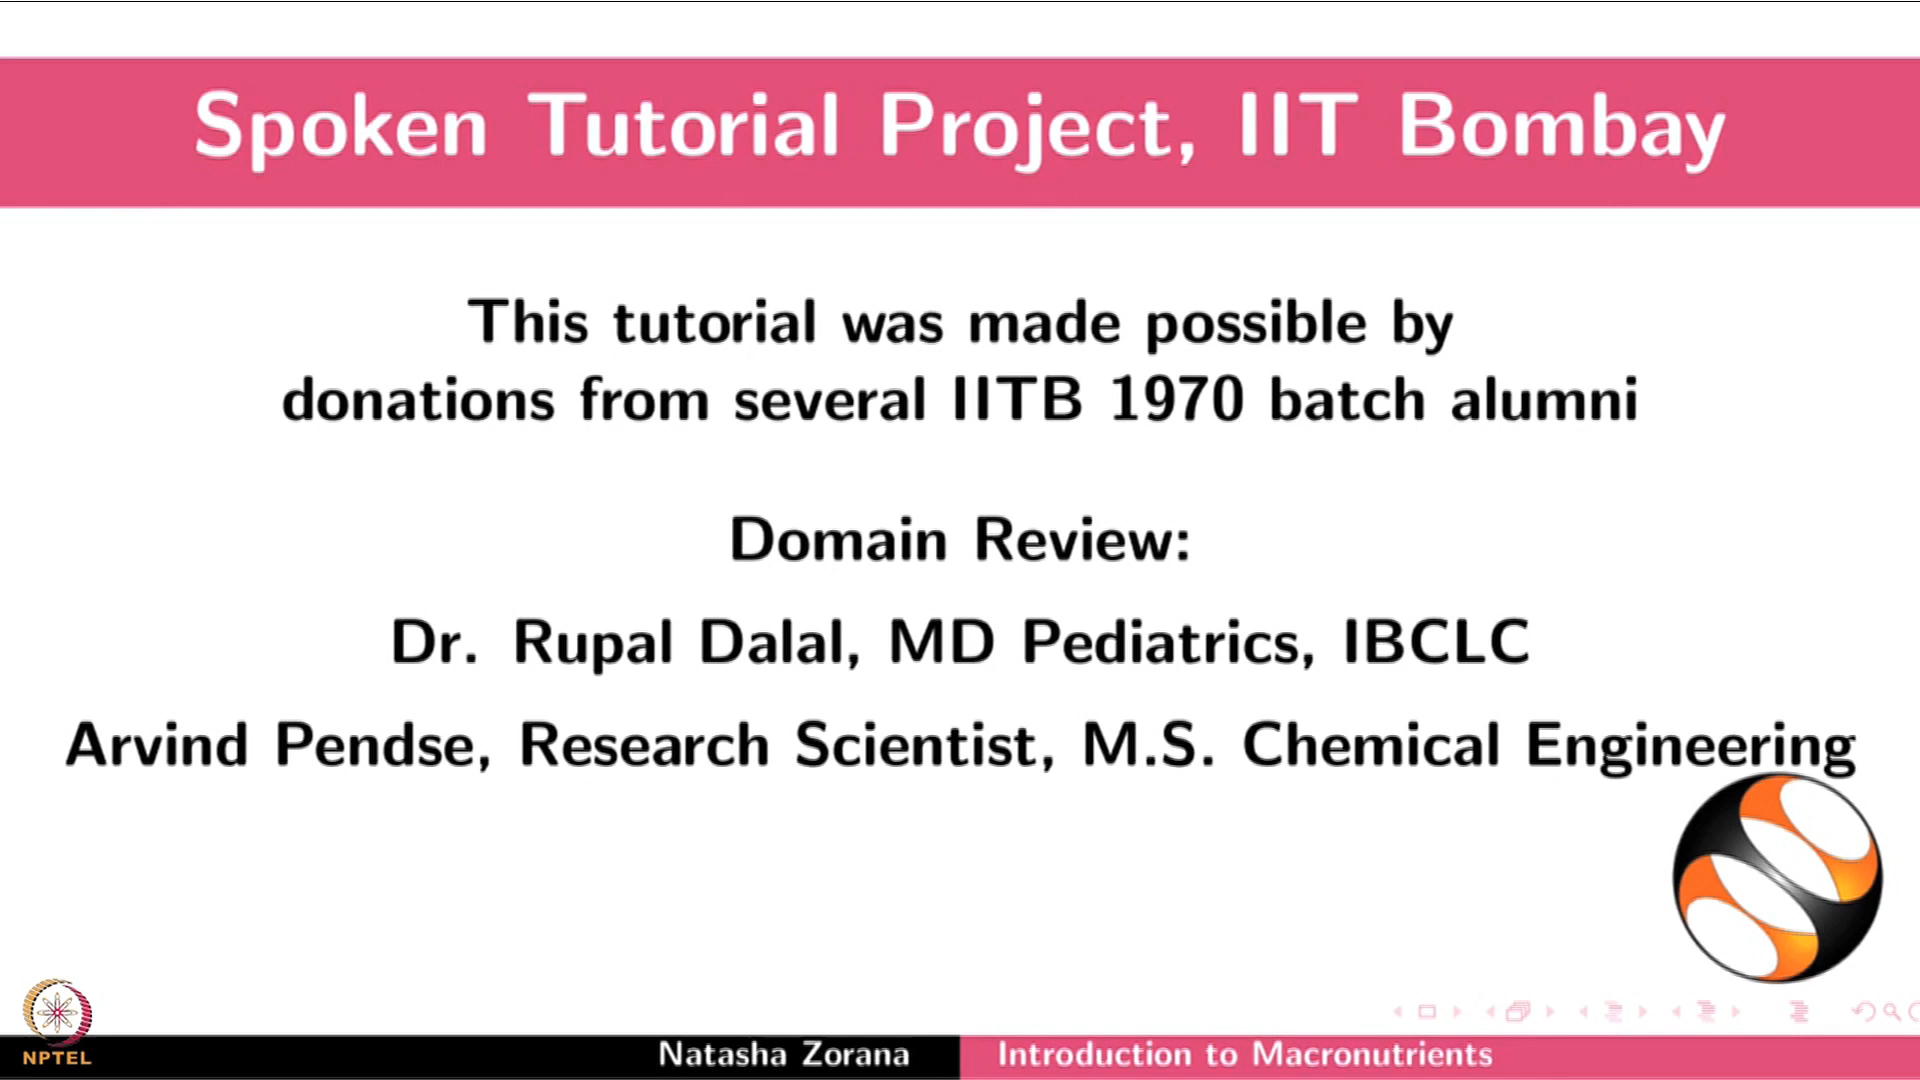 Spoken Tutorial Project, IIT Bombay
This tutorial was made possible by
donations from several IITB 1970 batch alumni
Domain Review:
Dr. Rupal Dalal, MD Pediatrics, IBCLC
Arvind Pendse, Research Scientist, M.S. Chemical Engineering
NPTEL
Natasha Zorana
Introduction to Macronutrients